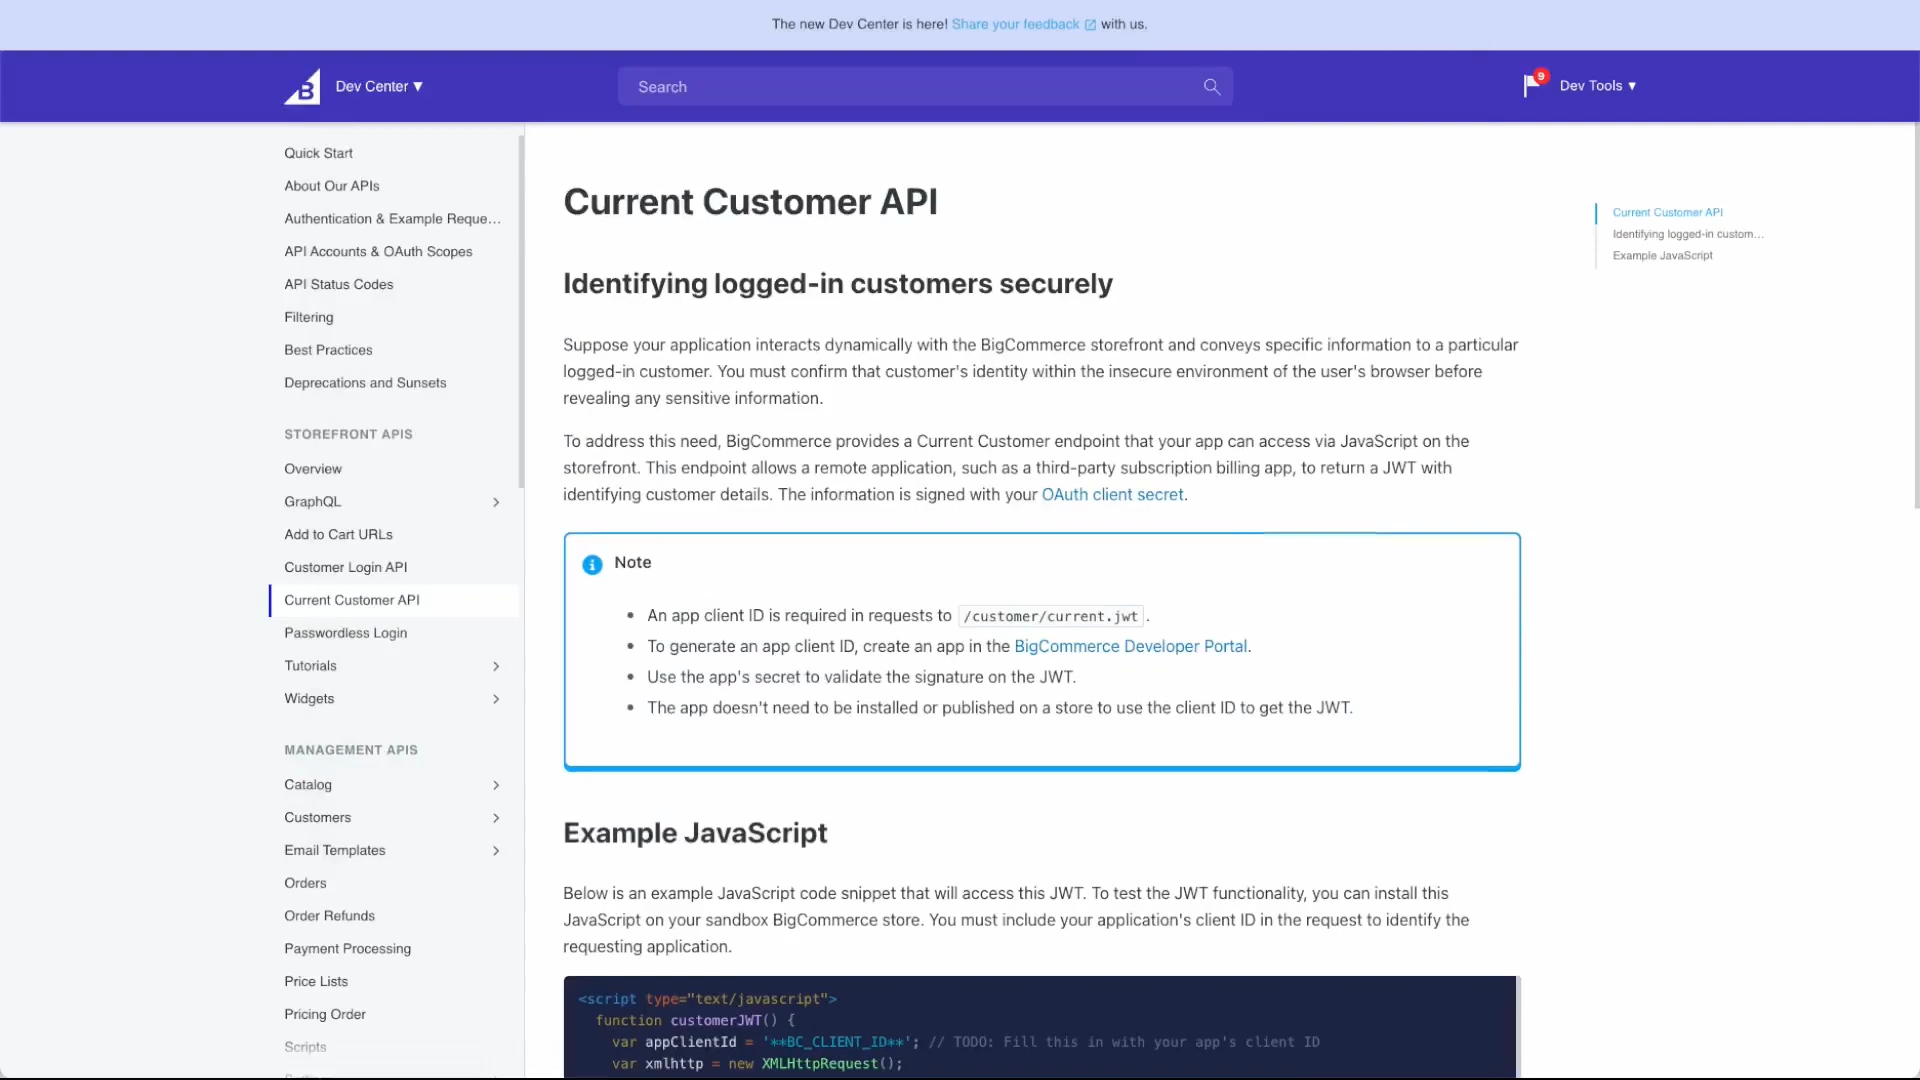 The new Dev Center is here! Share your feedback with us.
B Dev Center ▼
Search
9
Dev Tools ▼
Quick Start
About Our APIs
Authentication & Example Reque…
API Accounts & OAuth Scopes
API Status Codes
Filtering
Best Practices
Deprecations and Sunsets
STOREFRONT APIS
Overview
GraphQL
Add to Cart URLs
Customer Login API
Current Customer API
Passwordless Login
Tutorials
Widgets
MANAGEMENT APIS
Catalog
Customers
Email Templates
Orders
Order Refunds
Payment Processing
Price Lists
Pricing Order
Scripts
Current Customer API
Identifying logged-in customers securely
Suppose your application interacts dynamically with the BigCommerce storefront and conveys specific information to a particular
logged-in customer. You must confirm that customer's identity within the insecure environment of the user's browser before
revealing any sensitive information.
To address this need, BigCommerce provides a Current Customer endpoint that your app can access via JavaScript on the
storefront. This endpoint allows a remote application, such as a third-party subscription billing app, to return a JWT with
identifying customer details. The information is signed with your OAuth client secret.
Note
• An app client ID is required in requests to /customer/current.jwt.
• To generate an app client ID, create an app in the BigCommerce Developer Portal.
• Use the app's secret to validate the signature on the JWT.
• The app doesn't need to be installed or published on a store to use the client ID to get the JWT.
Example JavaScript
Below is an example JavaScript code snippet that will access this JWT. To test the JWT functionality, you can install this
JavaScript on your sandbox BigCommerce store. You must include your application's client ID in the request to identify the
requesting application.
<script type="text/javascript">
function customerJWT() {
var appClientId = '**BC_CLIENT_ID**'; // TODO: Fill this in with your app's client ID
var xmlhttp = new XMLHttpRequest();
Current Customer API
Identifying logged-in custom…
Example JavaScript